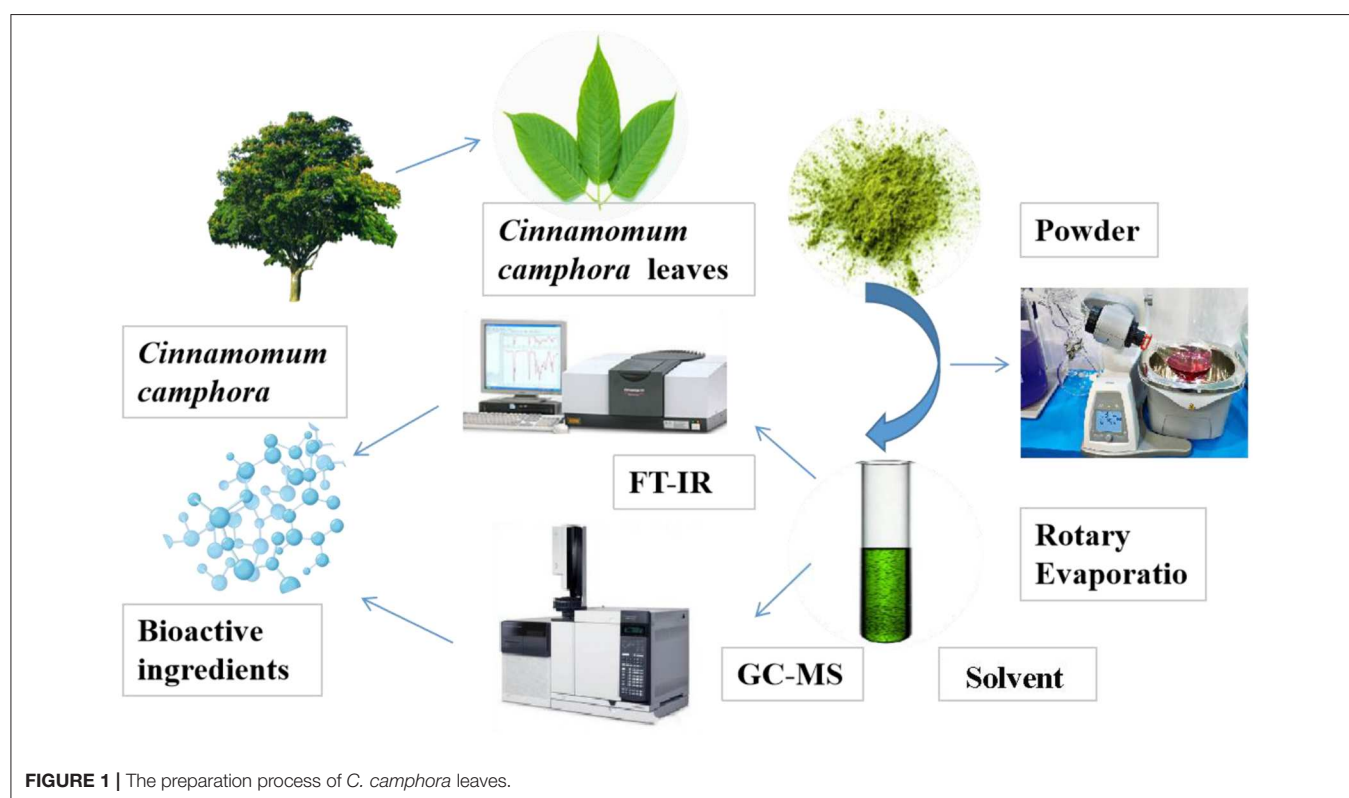 Cinnamomum
camphora leaves
Powder
Cinnamomum
camphora
FT-IR
Rotary
Evaporatio
Bioactive
ingredients
GC-MS
Solvent
FIGURE 1 | The preparation process of C. camphora leaves.